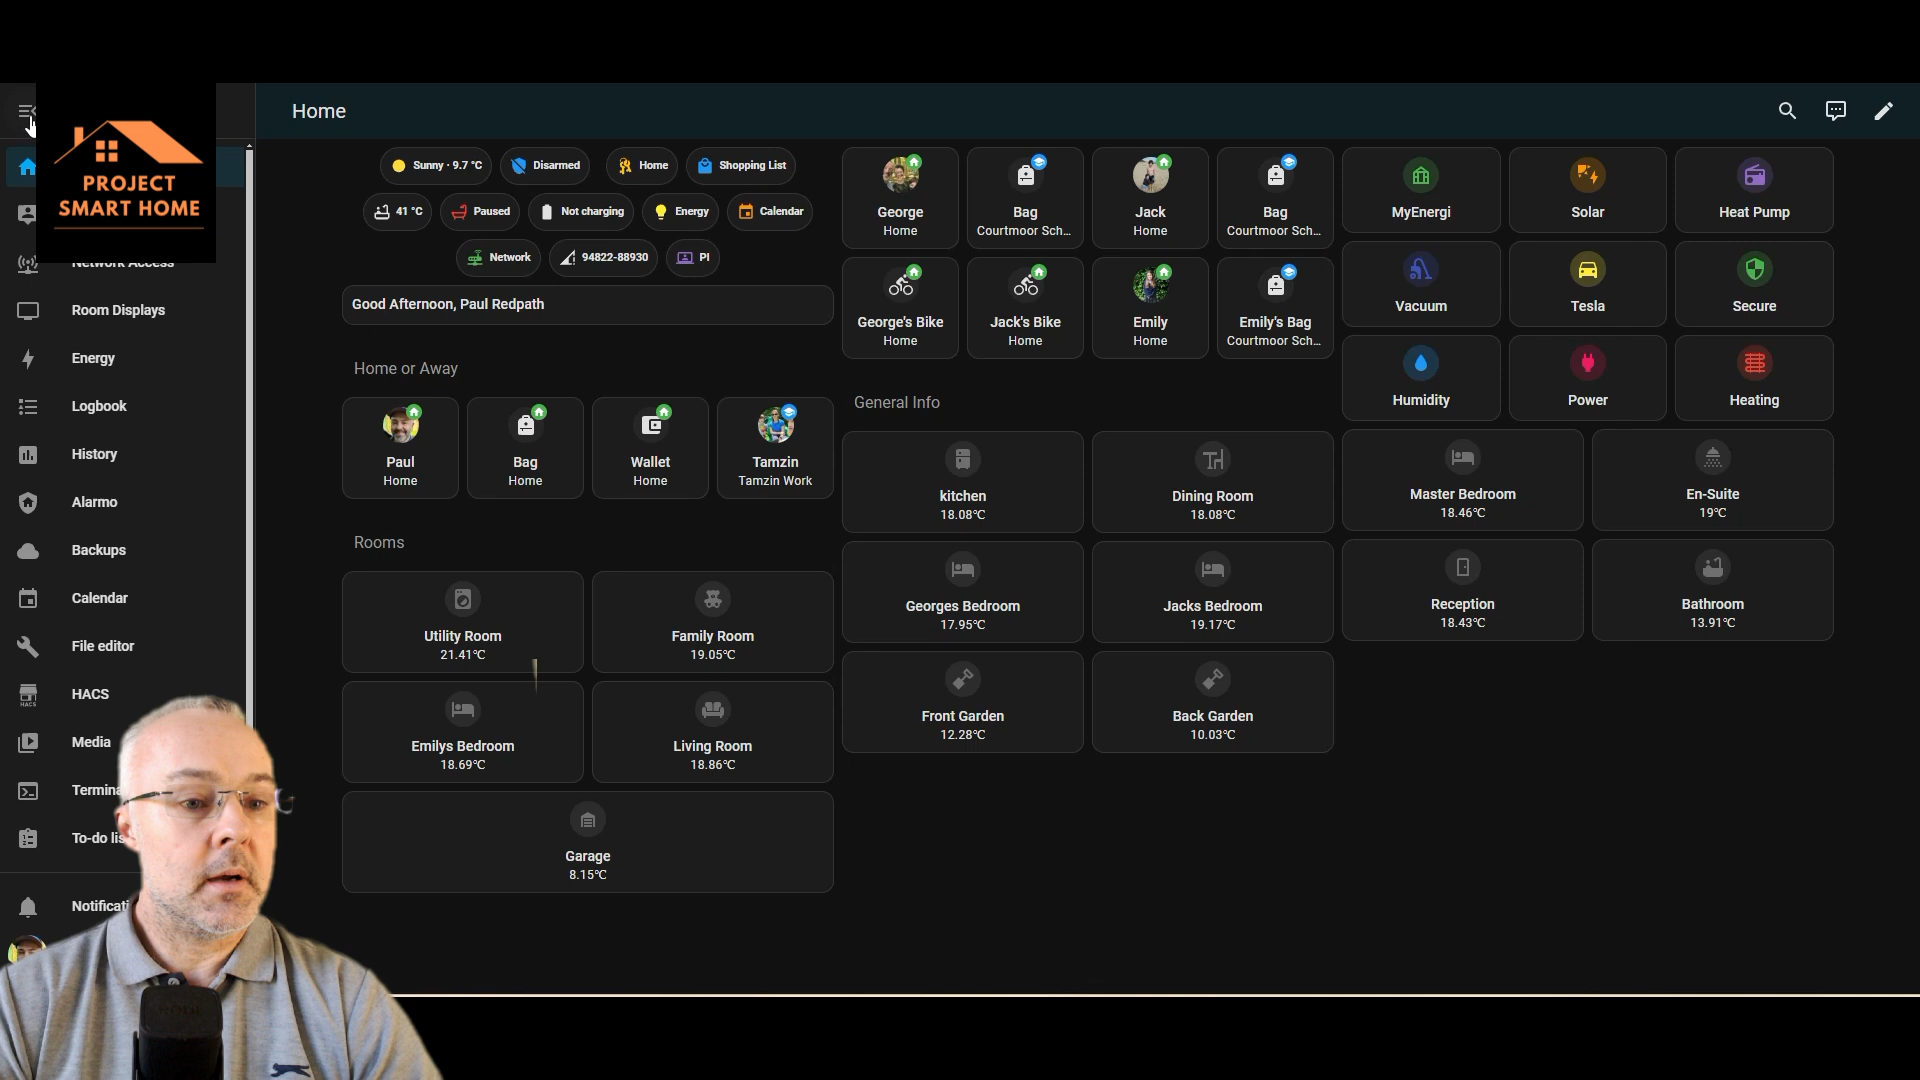 Home
PROJECT
SMART HOME
Network Access
Room Displays
Energy
Logbook
History
Alarmo
Backups
Calendar
File editor
HACS
Media
Termina
To-do lis
Notificati
Sunny · 9.7 °C
Disarmed
Home
Shopping List
41 °C
Paused
Not charging
Energy
Calendar
Network
94822-88930
PI
Good Afternoon, Paul Redpath
Home or Away
Paul
Home
Bag
Home
Wallet
Home
Tamzin
Tamzin Work
Rooms
Utility Room
21.41°C
Family Room
19.05°C
Emilys Bedroom
18.69°C
Living Room
18.86°C
Garage
8.15°C
George
Home
Bag
Courtmoor Sch...
Jack
Home
Bag
Courtmoor Sch...
George's Bike
Home
Jack's Bike
Home
Emily
Home
Emily's Bag
Courtmoor Sch...
General Info
kitchen
18.08°C
Dining Room
18.08°C
Georges Bedroom
17.95°C
Jacks Bedroom
19.17°C
Front Garden
12.28°C
Back Garden
10.03°C
MyEnergi
Solar
Heat Pump
Vacuum
Tesla
Secure
Humidity
Power
Heating
Master Bedroom
18.46°C
En-Suite
19°C
Reception
18.43°C
Bathroom
13.91°C